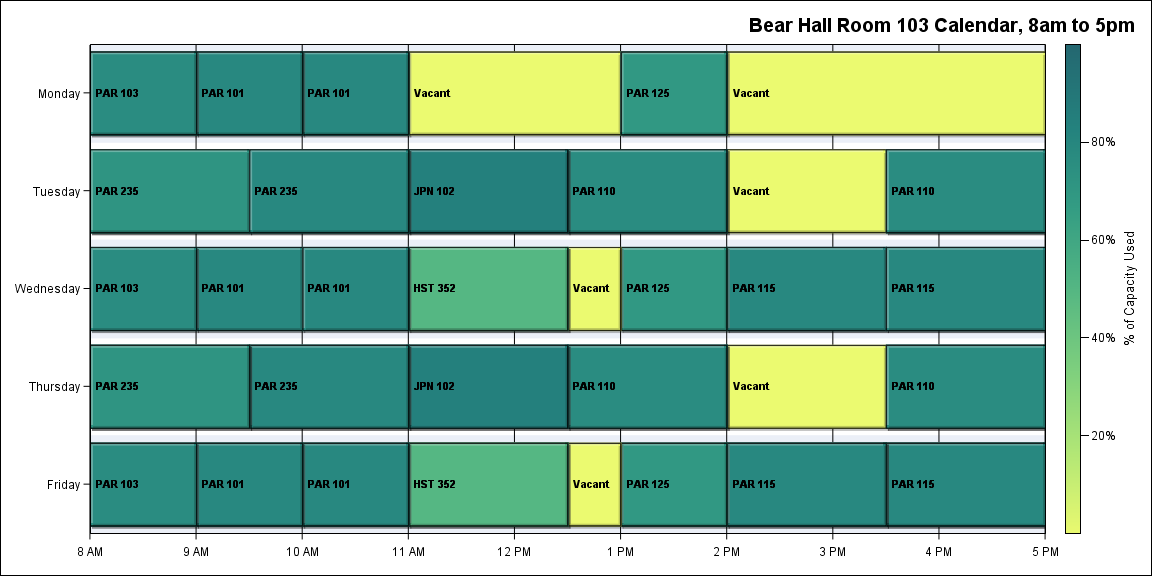 Bear Hall Room 103 Calendar, 8am to 5pm
Monday
PAR 103
PAR 101
PAR 101
Vacant
PAR 125
Vacant
Tuesday
PAR 235
PAR 235
JPN 102
PAR 110
Vacant
PAR 110
Wednesday
PAR 103
PAR 101
PAR 101
HST 352
Vacant
PAR 125
PAR 115
PAR 115
Thursday
PAR 235
PAR 235
JPN 102
PAR 110
Vacant
PAR 110
Friday
PAR 103
PAR 101
PAR 101
HST 352
Vacant
PAR 125
PAR 115
PAR 115
8 AM
9 AM
10 AM
11 AM
12 PM
1 PM
2 PM
3 PM
4 PM
5 PM
80%
60%
40%
20%
% of Capacity Used